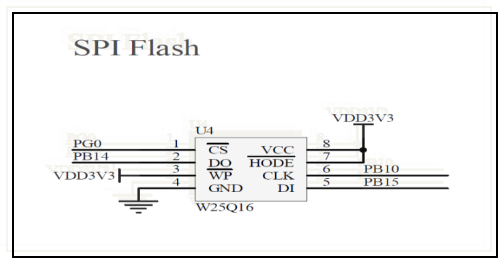 SPI Flash
U4
VDD3V3
PG0 1 CS VCC 8
PB14 2 DO HODE 7
VDD3V3 3 WP CLK 6 PB10
4 GND DI 5 PB15
W25Q16